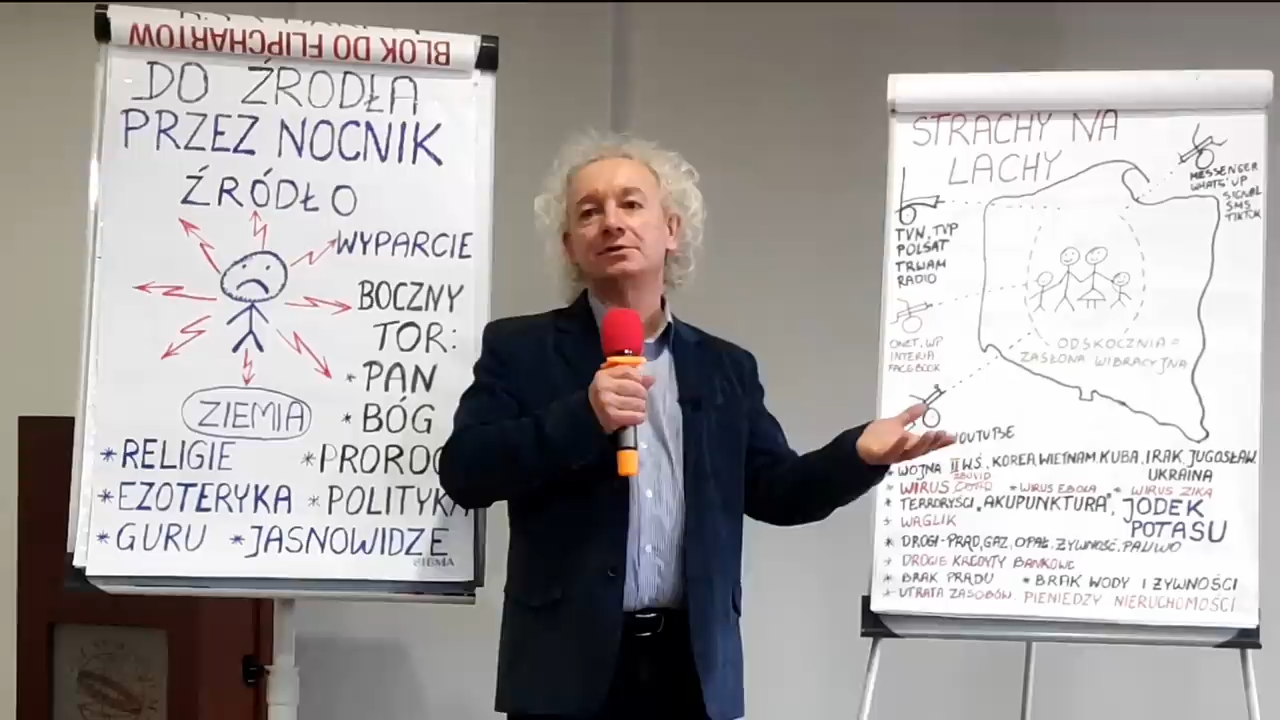 BLOK DO FLIPCHARTÓW
DO ŹRODŁA
PRZEZ NOCNIK
ŹRÓDŁO
WYPARCIE
BOCZNY
TOR:
* PAN
* BÓG
ZIEMIA
* RELIGIE * PROROC
* EZOTERYKA * POLITYKA
* GURU * JASNOWIDZE
STRACHY NA
LACHY
MESSENGER
WHATS'UP
SIGNAL
SMS
TIKTOK
TVN, TVP
POLSAT
TRWAM
RADIO
ONET, WP
INTERIA
FACEBOOK
ODSKOCZNIA =
ZASŁONA WIBRACYJNA
YOUTUBE
* WOJNA II WŚ, KOREA, WIETNAM, KUBA, IRAK, JUGOSŁAW.
UKRAINA
* WIRUS * WIRUS EBOLA * WIRUS ZIKA
* TERRORYŚCI, „AKUPUNKTURA", JODEK
POTASU
* WĄGLIK
* DROGI-PRĄD, GAZ, OPAŁ, ŻYWNOŚĆ, PALIWO
* DROGIE KREDYTY BANKOWE
* BRAK PRĄDU * BRAK WODY I ŻYWNOŚCI
* UTRATA ZASOBÓW. PIENIĘDZY NIERUCHOMOŚCI